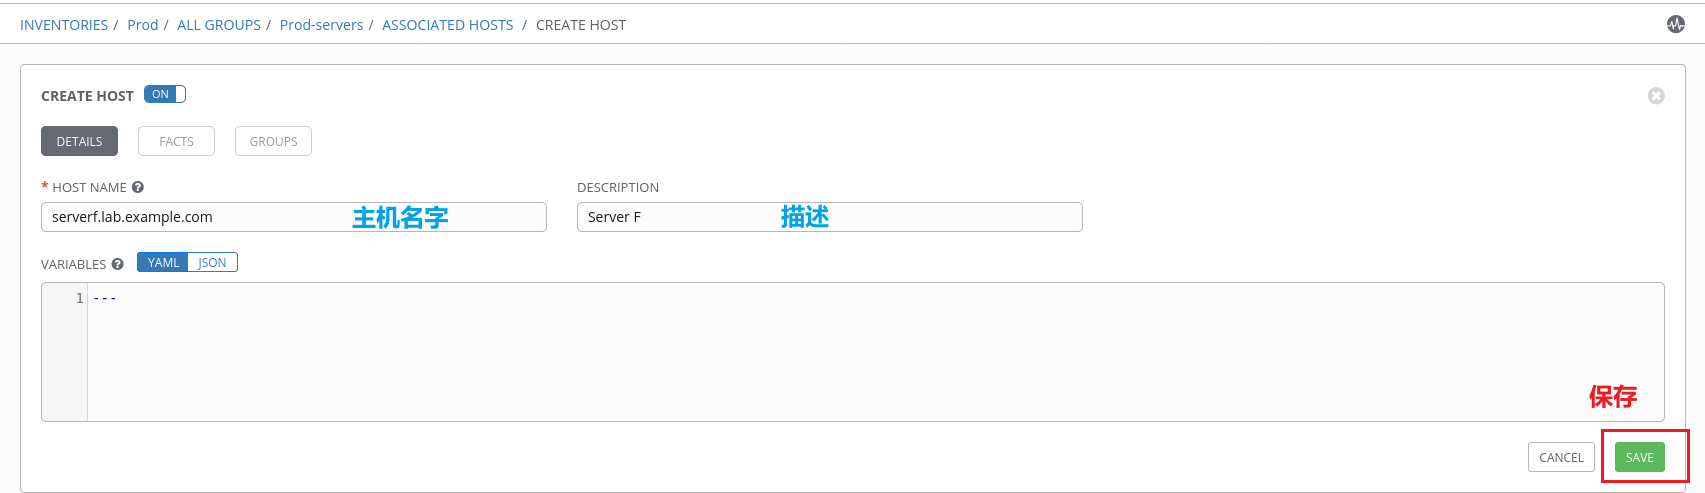 INVENTORIES / Prod / ALL GROUPS / Prod-servers / ASSOCIATED HOSTS / CREATE HOST
CREATE HOST ON
DETAILS FACTS GROUPS
* HOST NAME ? DESCRIPTION
serverf.lab.example.com 主机名字 Server F 描述
VARIABLES ? YAML JSON
1 ---
保存
CANCEL SAVE